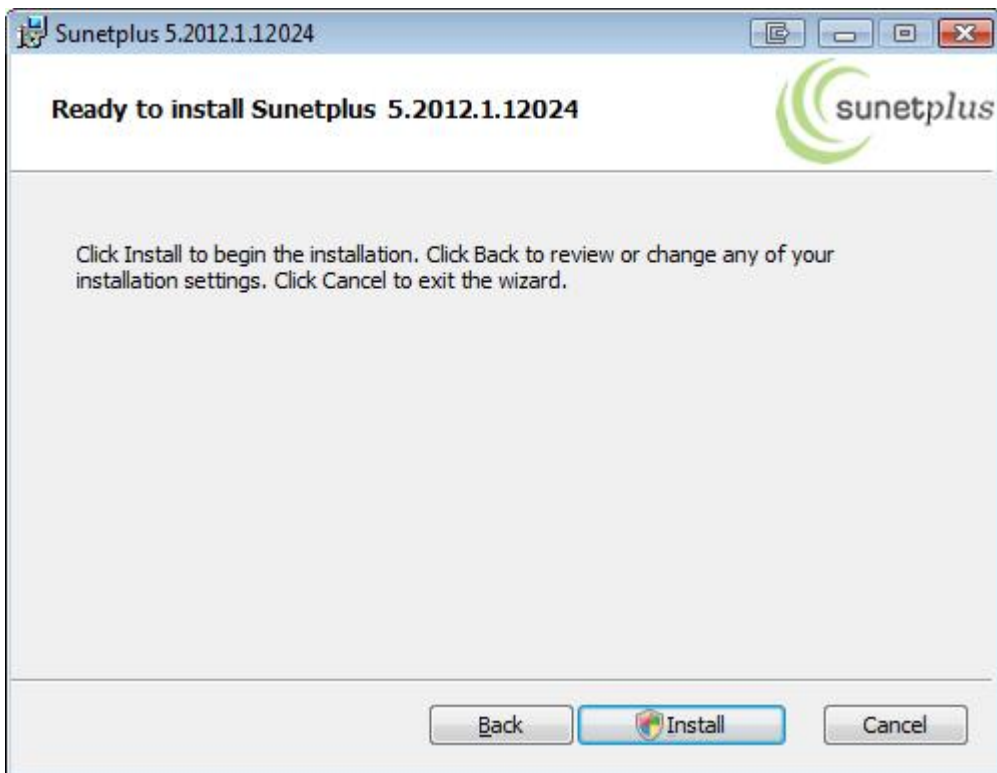 Sunetplus 5.2012.1.12024
Ready to install Sunetplus 5.2012.1.12024
sunetplus
Click Install to begin the installation. Click Back to review or change any of your
installation settings. Click Cancel to exit the wizard.
Back
Install
Cancel